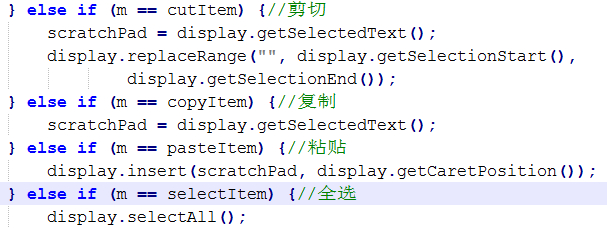 } else if (m == cutItem) {//剪切
scratchPad = display.getSelectedText();
display.replaceRange("", display.getSelectionStart(),
display.getSelectionEnd());
} else if (m == copyItem) {//复制
scratchPad = display.getSelectedText();
} else if (m == pasteItem) {//粘贴
display.insert(scratchPad, display.getCaretPosition());
} else if (m == selectItem) {//全选
display.selectAll();